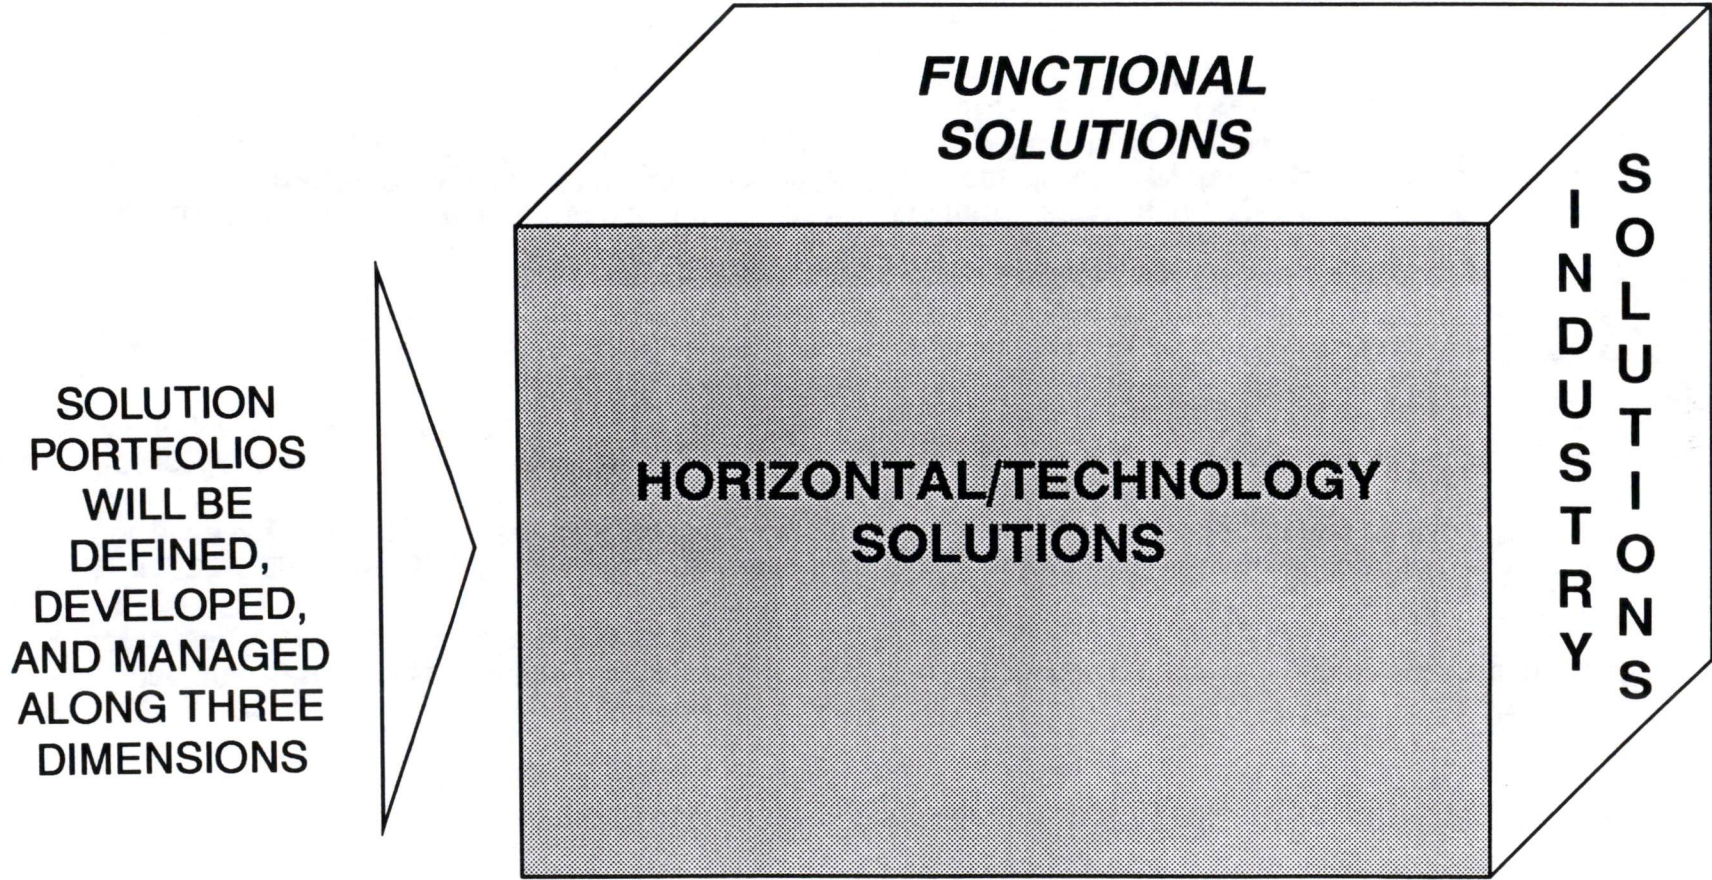 FUNCTIONAL
SOLUTIONS
SOLUTION
PORTFOLIOS
WILL BE
DEFINED,
DEVELOPED,
AND MANAGED
ALONG THREE
DIMENSIONS
HORIZONTAL/TECHNOLOGY
SOLUTIONS
INDUSTRY
SOLUTIONS